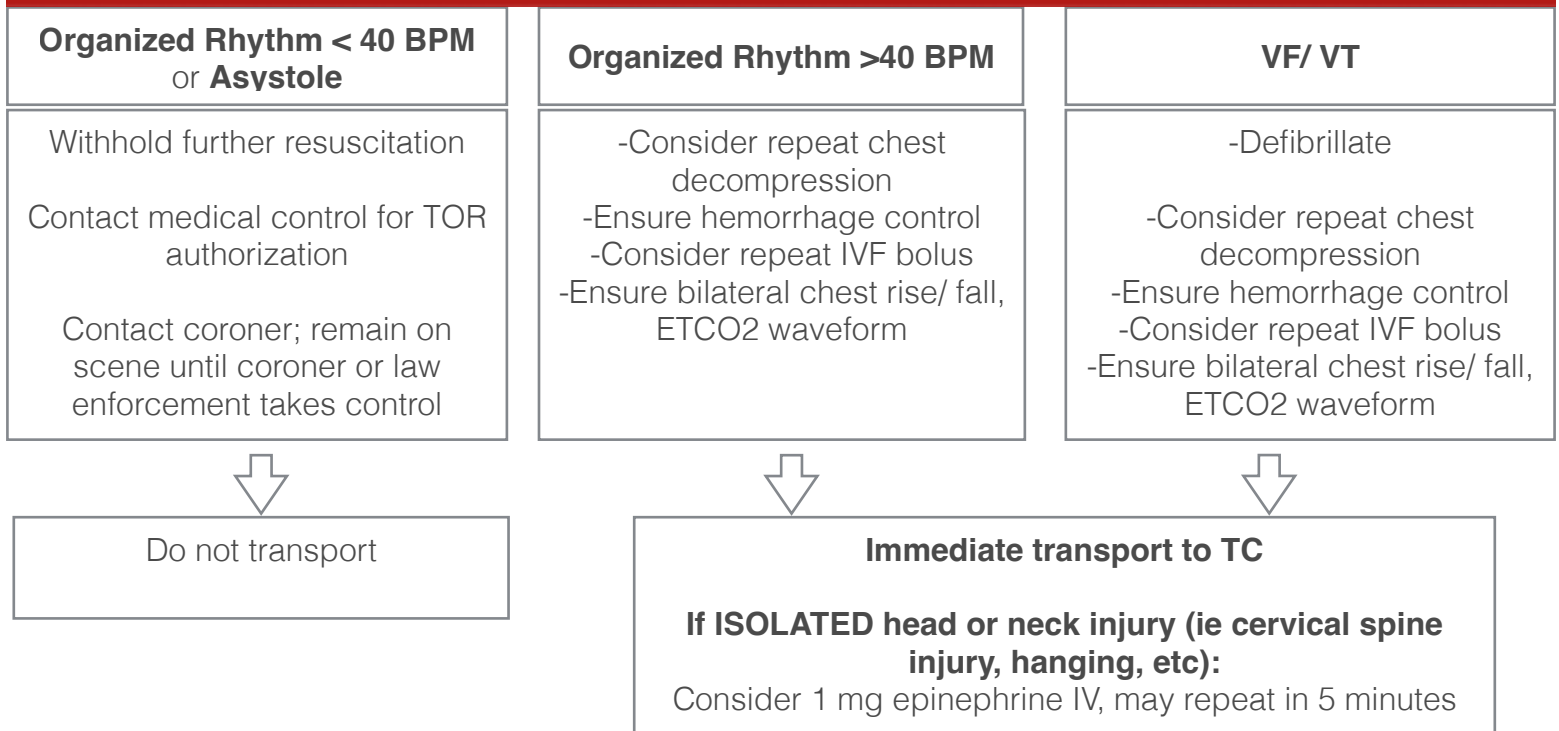 Organized Rhythm < 40 BPM
or Asystole
Withhold further resuscitation
Contact medical control for TOR
authorization
Contact coroner; remain on
scene until coroner or law
enforcement takes control
Do not transport
Organized Rhythm >40 BPM
-Consider repeat chest
decompression
-Ensure hemorrhage control
-Consider repeat IVF bolus
-Ensure bilateral chest rise/ fall,
ETCO2 waveform
VF/ VT
-Defibrillate
-Consider repeat chest
decompression
-Ensure hemorrhage control
-Consider repeat IVF bolus
-Ensure bilateral chest rise/ fall,
ETCO2 waveform
Immediate transport to TC
If ISOLATED head or neck injury (ie cervical spine
injury, hanging, etc):
Consider 1 mg epinephrine IV, may repeat in 5 minutes